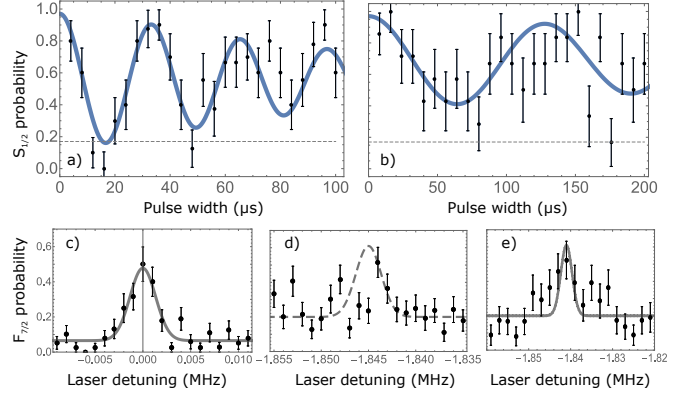 1.0
0.8
0.6
0.4
0.2
0.0
S1/2 probability
a)
b)
0 20 40 60 80 100
0 50 100 150 200
Pulse width (µs)
Pulse width (µs)
F7/2 probability
0.6
0.4
0.2
0.0
c)
d)
e)
−0.005 0.000 0.005 0.010
−1.855 −1.850 −1.845 −1.840 −1.835
−1.85 −1.84 −1.83 −1.82
Laser detuning (MHz)
Laser detuning (MHz)
Laser detuning (MHz)